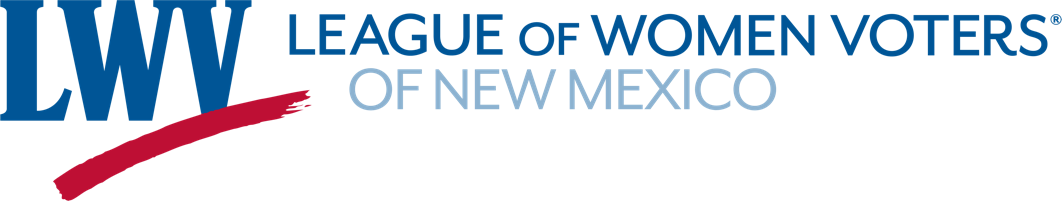 LWV
LEAGUE OF WOMEN VOTERS®
OF NEW MEXICO